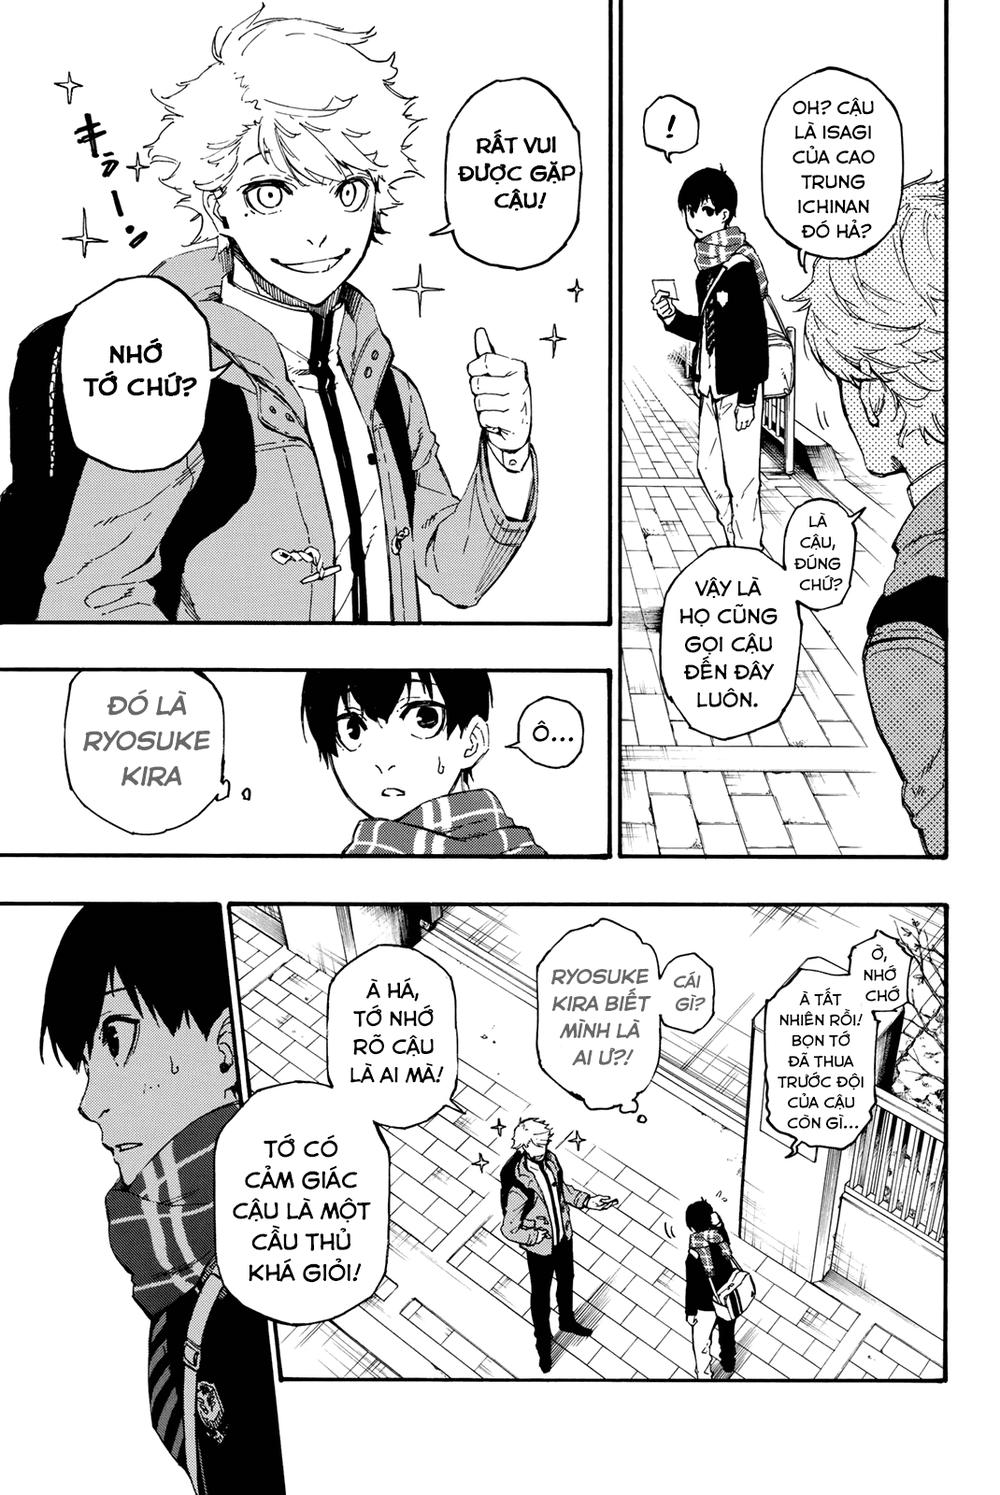 OH? CẬU
LÀ ISAGI
CỦA CAO
TRUNG
ICHINAN
ĐÓ HẢ?
!
LÀ
CẬU,
ĐÚNG
CHỨ?
VẬY LÀ
HỌ CŨNG
GỌI CẬU
ĐẾN ĐÂY
LUÔN.
RẤT VUI
ĐƯỢC GẶP
CẬU!
キラーン!
NHỚ
TỚ CHỨ?
Ô...
ĐÓ LÀ
RYOSUKE
KIRA
Ờ,
NHỚ
CHỚ
À TẤT
NHIÊN RỒI!
BỌN TỚ
ĐÃ THUA
TRƯỚC ĐỘI
CỦA CẬU
CÒN GÌ...
CÁI
GÌ?
RYOSUKE
KIRA BIẾT
MÌNH LÀ
AI Ư?!
À HÁ,
TỚ NHỚ
RÕ CẬU
LÀ AI MÀ!
TỚ CÓ
CẢM GIÁC
CẬU LÀ MỘT
CẦU THỦ
KHÁ GIỎI!